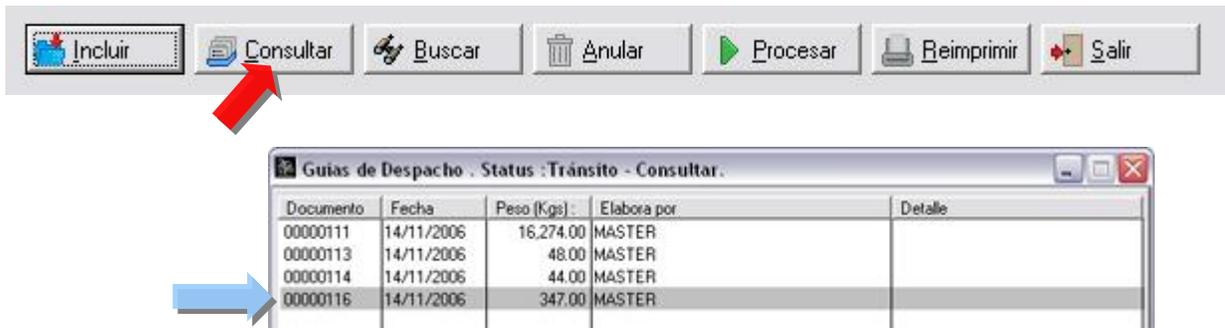 Incluir Consultar Buscar Anular Procesar Reimprimir Salir
Guias de Despacho . Status :Tránsito - Consultar.
Documento Fecha Peso (Kgs) : Elabora por Detalle
00000111 14/11/2006 16,274.00 MASTER
00000113 14/11/2006 48.00 MASTER
00000114 14/11/2006 44.00 MASTER
00000116 14/11/2006 347.00 MASTER